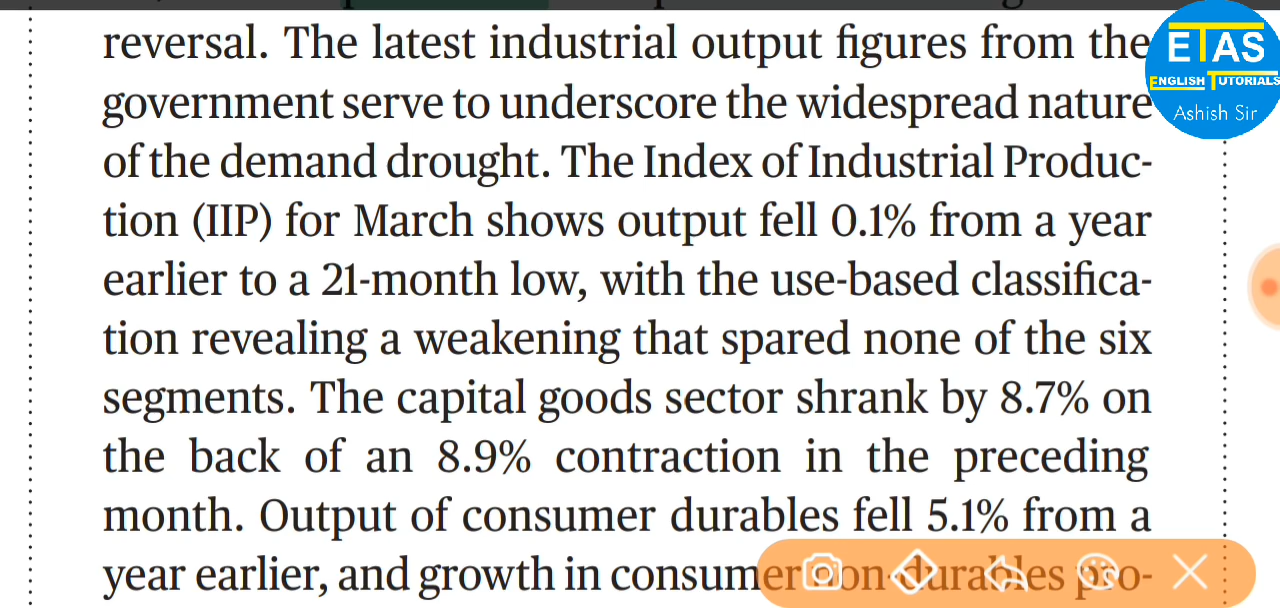 reversal. The latest industrial output figures from the
government serve to underscore the widespread nature
of the demand drought. The Index of Industrial Produc-
tion (IIP) for March shows output fell 0.1% from a year
earlier to a 21-month low, with the use-based classifica-
tion revealing a weakening that spared none of the six
segments. The capital goods sector shrank by 8.7% on
the back of an 8.9% contraction in the preceding
month. Output of consumer durables fell 5.1% from a
year earlier, and growth in consumer non-durables pro-
ETAS
ENGLISH TUTORIALS
Ashish Sir